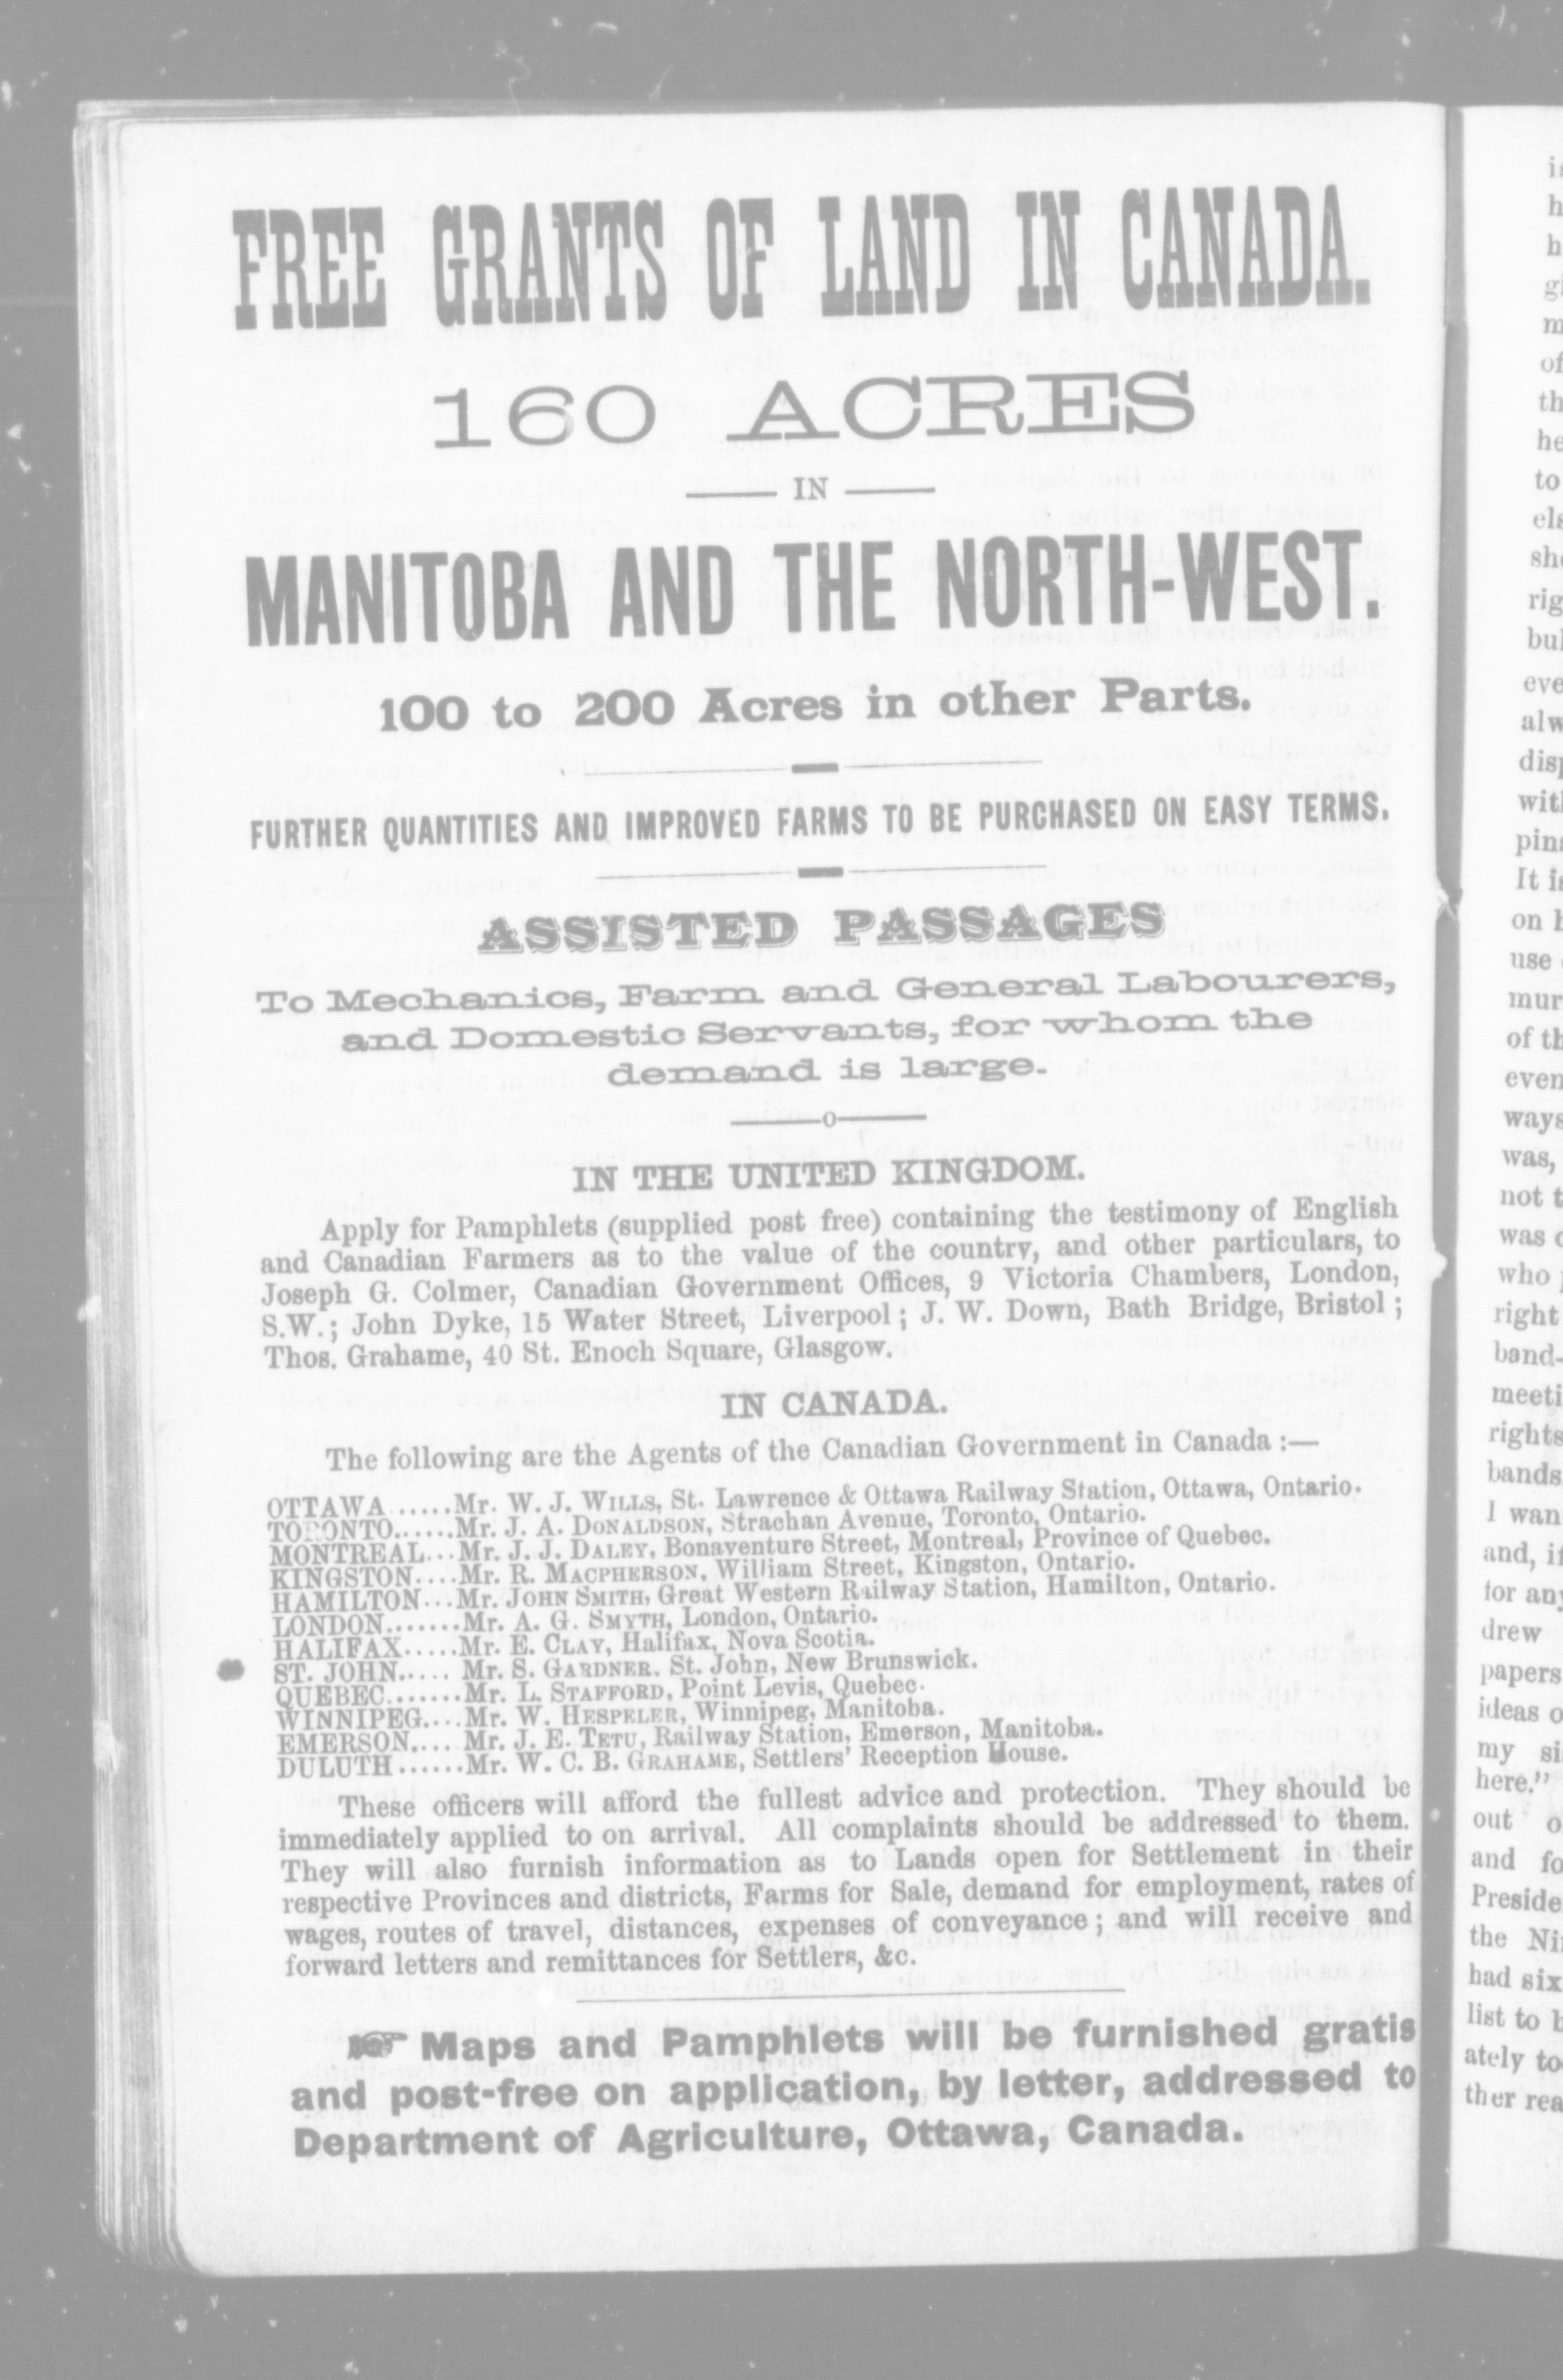 FREE GRANTS OF LAND IN CANADA.
160 ACRES
IN
MANITOBA AND THE NORTH-WEST.
100 to 200 Acres in other Parts.
FURTHER QUANTITIES AND IMPROVED FARMS TO BE PURCHASED ON EASY TERMS.
ASSISTED PASSAGES
To Mechanics, Farm and General Labourers,
and Domestic Servants, for whom the
demand is large.
o
IN THE UNITED KINGDOM.
Apply for Pamphlets (supplied post free) containing the testimony of English
and Canadian Farmers as to the value of the country, and other particulars, to
Joseph G. Colmer, Canadian Government Offices, 9 Victoria Chambers, London,
S.W.; John Dyke, 15 Water Street, Liverpool; J. W. Down, Bath Bridge, Bristol;
Thos. Grahame, 40 St. Enoch Square, Glasgow.
IN CANADA.
The following are the Agents of the Canadian Government in Canada :—
OTTAWA ......Mr. W. J. WILLS, St. Lawrence & Ottawa Railway Station, Ottawa, Ontario.
TORONTO......Mr. J. A. DONALDSON, Strachan Avenue, Toronto, Ontario.
MONTREAL...Mr. J. J. DALEY, Bonaventure Street, Montreal, Province of Quebec.
KINGSTON....Mr. R. MACPHERSON, William Street, Kingston, Ontario.
HAMILTON...Mr. JOHN SMITH, Great Western Railway Station, Hamilton, Ontario.
LONDON.......Mr. A. G. SMYTH, London, Ontario.
HALIFAX.....Mr. E. CLAY, Halifax, Nova Scotia.
ST. JOHN..... Mr. S. GARDNER. St. John, New Brunswick.
QUEBEC.......Mr. L. STAFFORD, Point Levis, Quebec.
WINNIPEG....Mr. W. HESPELER, Winnipeg, Manitoba.
EMERSON.... Mr. J. E. TETU, Railway Station, Emerson, Manitoba.
DULUTH ......Mr. W. C. B. GRAHAME, Settlers' Reception House.
These officers will afford the fullest advice and protection. They should be
immediately applied to on arrival. All complaints should be addressed to them.
They will also furnish information as to Lands open for Settlement in their
respective Provinces and districts, Farms for Sale, demand for employment, rates of
wages, routes of travel, distances, expenses of conveyance; and will receive and
forward letters and remittances for Settlers, &c.
☞ Maps and Pamphlets will be furnished gratis
and post-free on application, by letter, addressed to
Department of Agriculture, Ottawa, Canada.